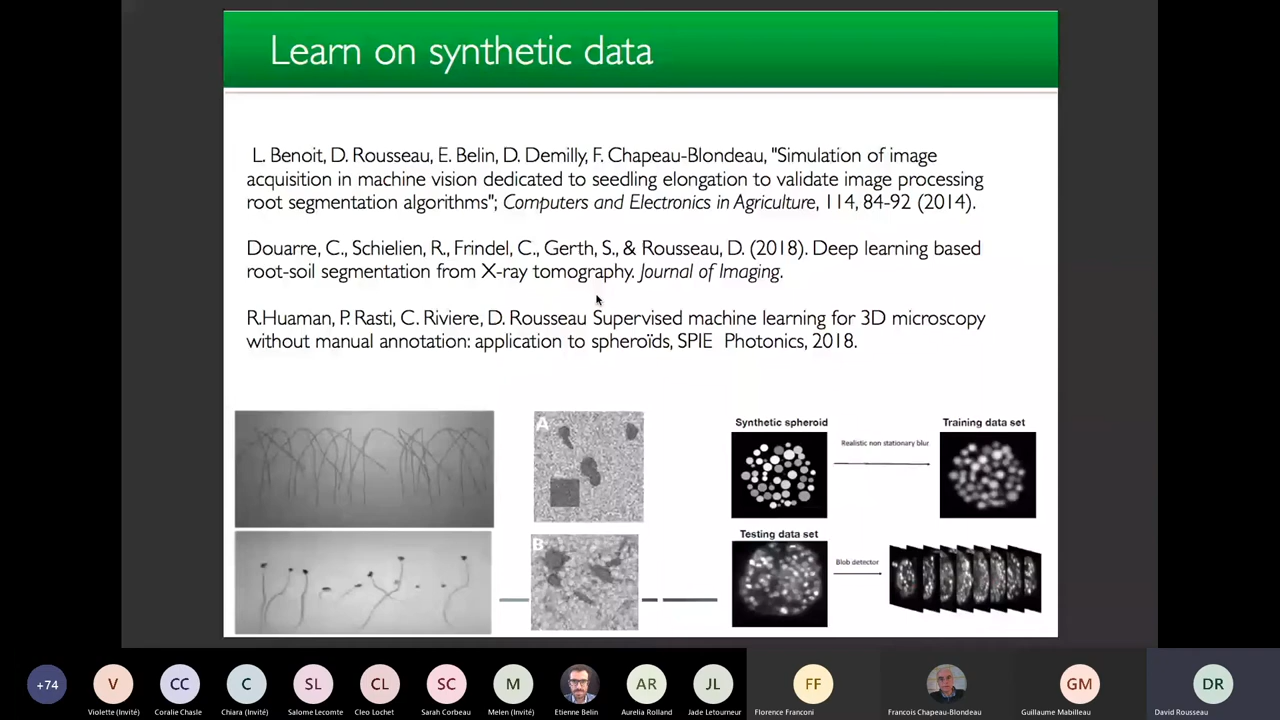 Learn on synthetic data
L. Benoit, D. Rousseau, E. Belin, D. Demilly, F. Chapeau-Blondeau, "Simulation of image
acquisition in machine vision dedicated to seedling elongation to validate image processing
root segmentation algorithms"; Computers and Electronics in Agriculture, 114, 84-92 (2014).
Douarre, C., Schielien, R., Frindel, C., Gerth, S., & Rousseau, D. (2018). Deep learning based
root-soil segmentation from X-ray tomography. Journal of Imaging.
R.Huaman, P. Rasti, C. Riviere, D. Rousseau Supervised machine learning for 3D microscopy
without manual annotation: application to spheroïds, SPIE Photonics, 2018.
A
B
Synthetic spheroid
Realistic non stationary blur
Training data set
Testing data set
Blob detector
+74
V
CC
C
SL
CL
SC
M
AR
JL
FF
GM
DR
Violette (Invité)
Coralie Chasle
Chiara (Invité)
Salome Lecomte
Cleo Lochet
Sarah Corbeau
Melen (Invité)
Etienne Belin
Aurelia Rolland
Jade Letourneur
Florence Franconi
Francois Chapeau-Blondeau
Guillaume Mabilleau
David Rousseau